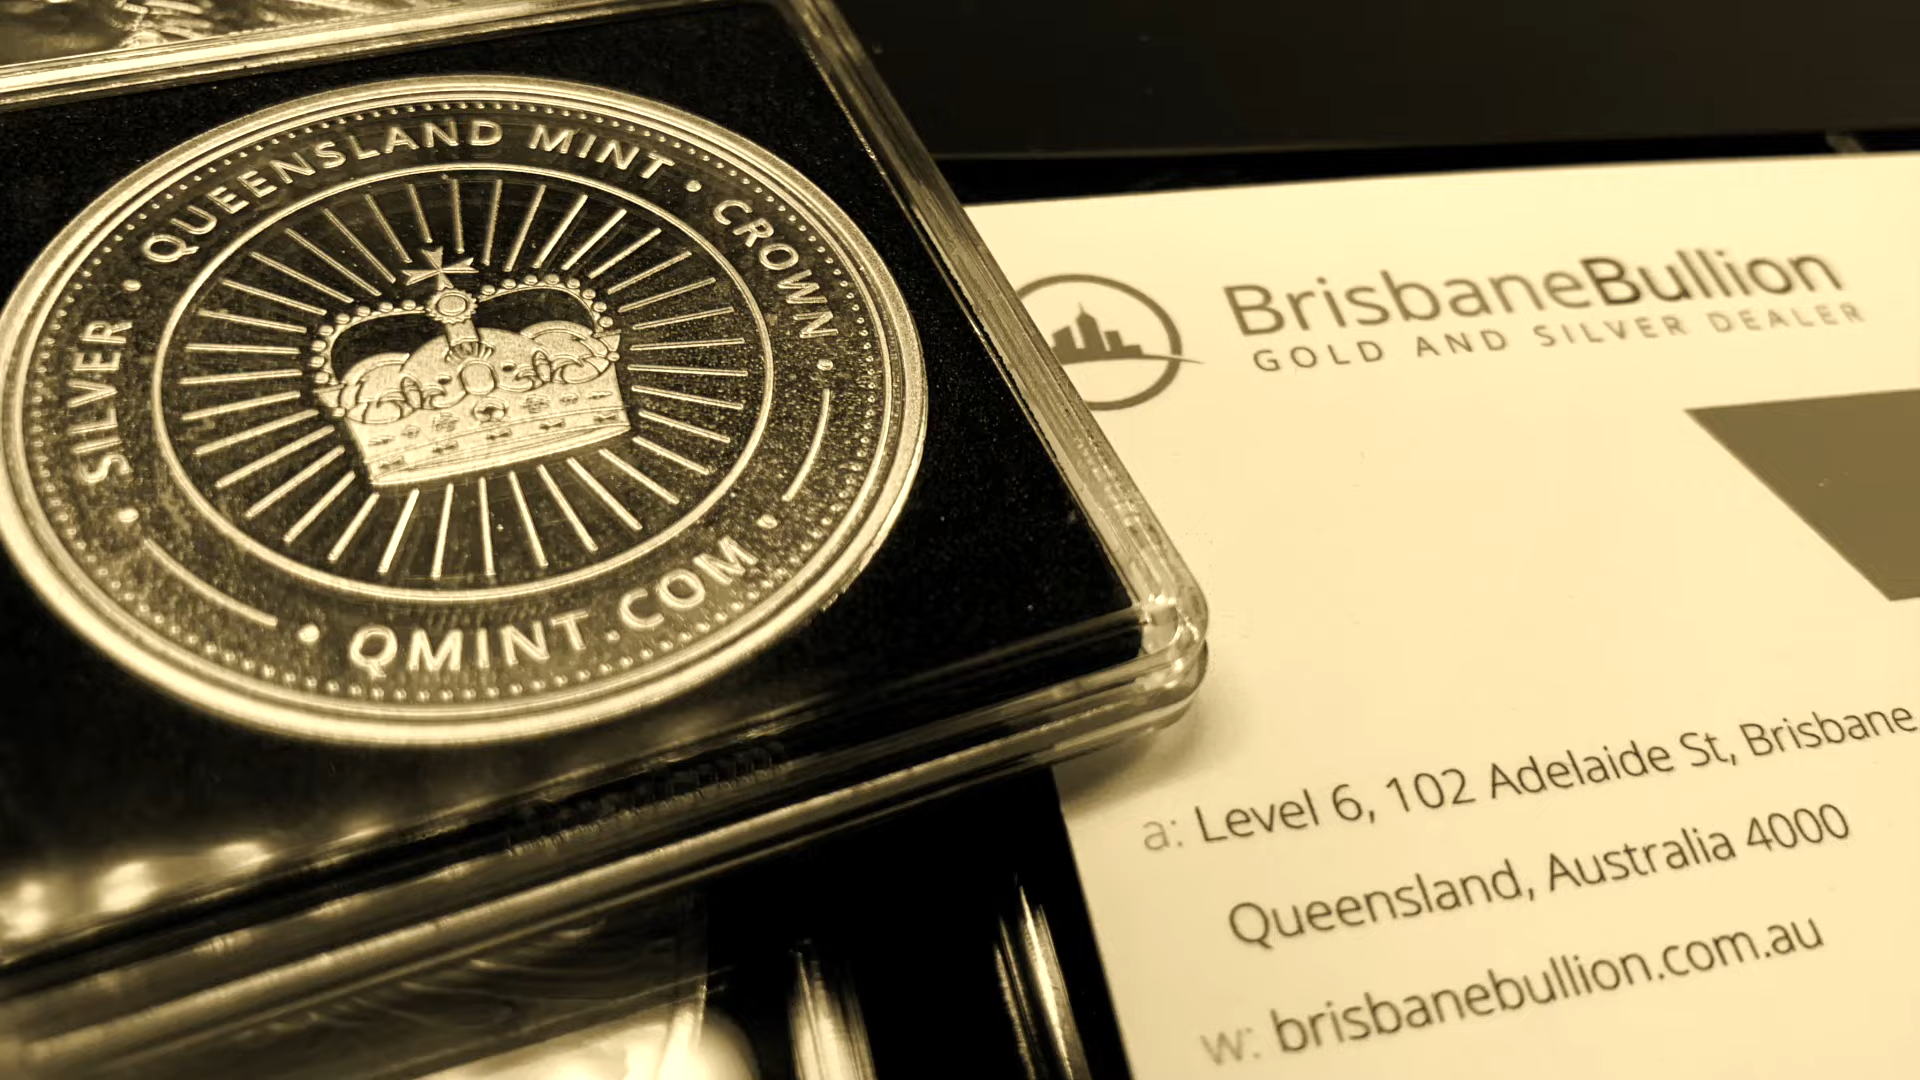 SILVER • QUEENSLAND MINT • CROWN
• QMINT.COM •
BrisbaneBullion
GOLD AND SILVER DEALER
a: Level 6, 102 Adelaide St, Brisbane
Queensland, Australia 4000
w: brisbanebullion.com.au